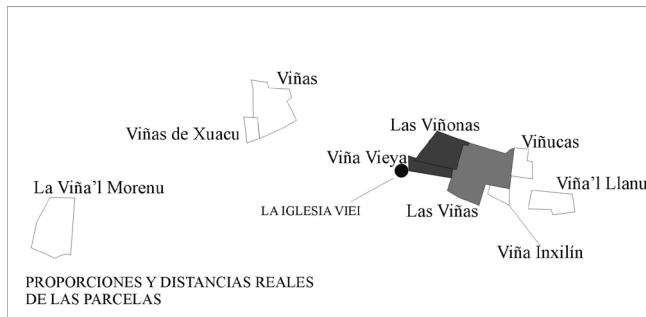 Viñas
Las Viñonas
Viñas de Xuacu
Viñucas
Viña Vieya
La Viña'l Morenu
Viña'l Llanu
LA IGLESIA VIEI
Las Viñas
Viña Inxilín
PROPORCIONES Y DISTANCIAS REALES
DE LAS PARCELAS